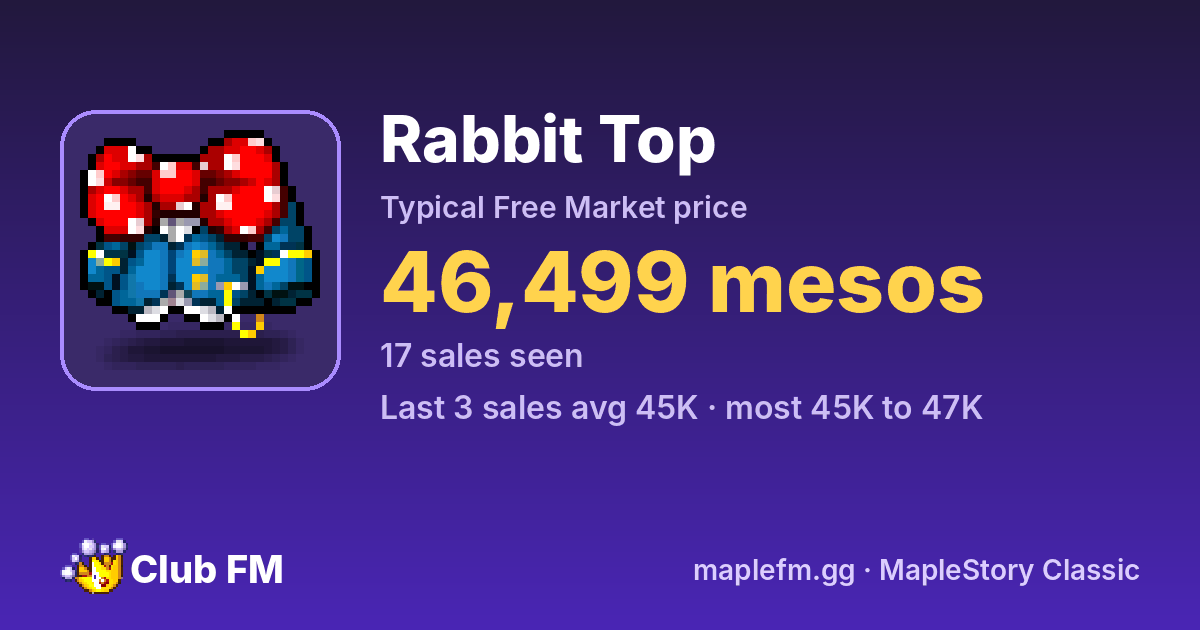 Rabbit Top
Typical Free Market price
46,499 mesos
17 sales seen
Last 3 sales avg 45K · most 45K to 47K
Club FM
maplefm.gg · MapleStory Classic